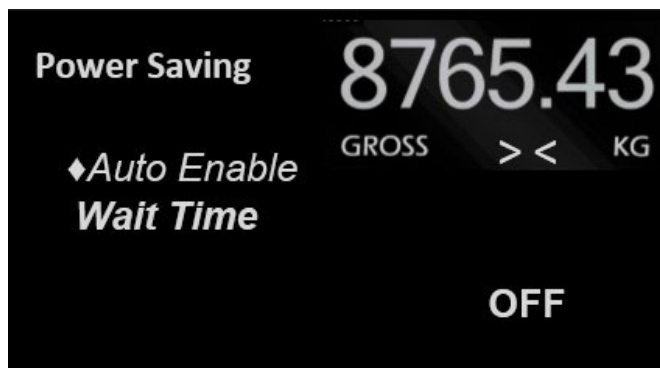 Power Saving
8765.43
GROSS > < KG
♦Auto Enable
Wait Time
OFF